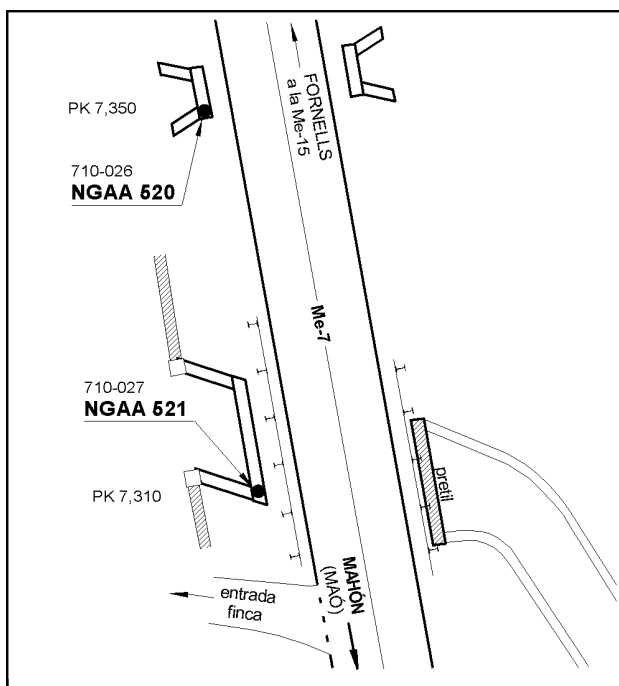 FORNELLS
a la Me-15
PK 7,350
710-026
NGAA 520
Me-7
710-027
NGAA 521
pretil
PK 7,310
MAHÓN
(MAÓ)
entrada
finca